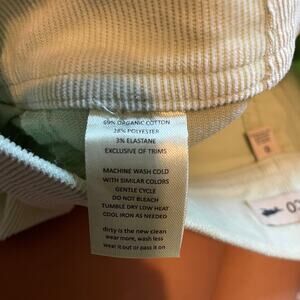 69% ORGANIC COTTON
28% POLYESTER
3% ELASTANE
EXCLUSIVE OF TRIMS
MACHINE WASH COLD
WITH SIMILAR COLORS
GENTLE CYCLE
DO NOT BLEACH
TUMBLE DRY LOW HEAT
COOL IRON AS NEEDED
dirty is the new clean
wear more, wash less
wear it out or pass it on